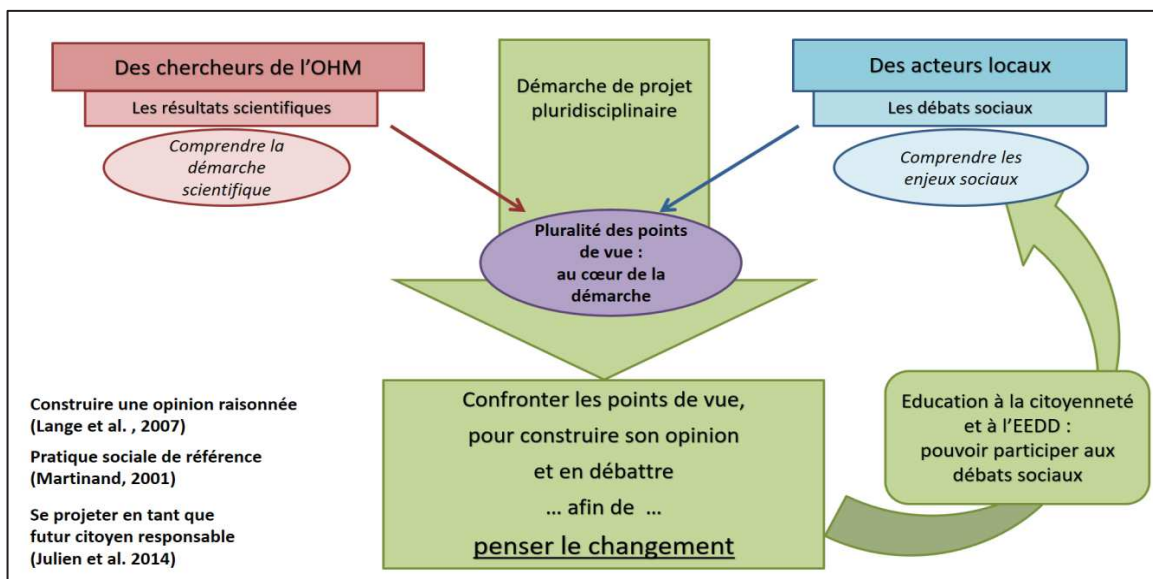 Des chercheurs de l'OHM
Les résultats scientifiques
Comprendre la
démarche
scientifique
Démarche de projet
pluridisciplinaire
Des acteurs locaux
Les débats sociaux
Comprendre les
enjeux sociaux
Pluralité des points
de vue :
au cœur de la
démarche
Confronter les points de vue,
pour construire son opinion
et en débattre
… afin de …
penser le changement
Education à la citoyenneté
et à l'EEDD :
pouvoir participer aux
débats sociaux
Construire une opinion raisonnée
(Lange et al. , 2007)
Pratique sociale de référence
(Martinand, 2001)
Se projeter en tant que
futur citoyen responsable
(Julien et al. 2014)